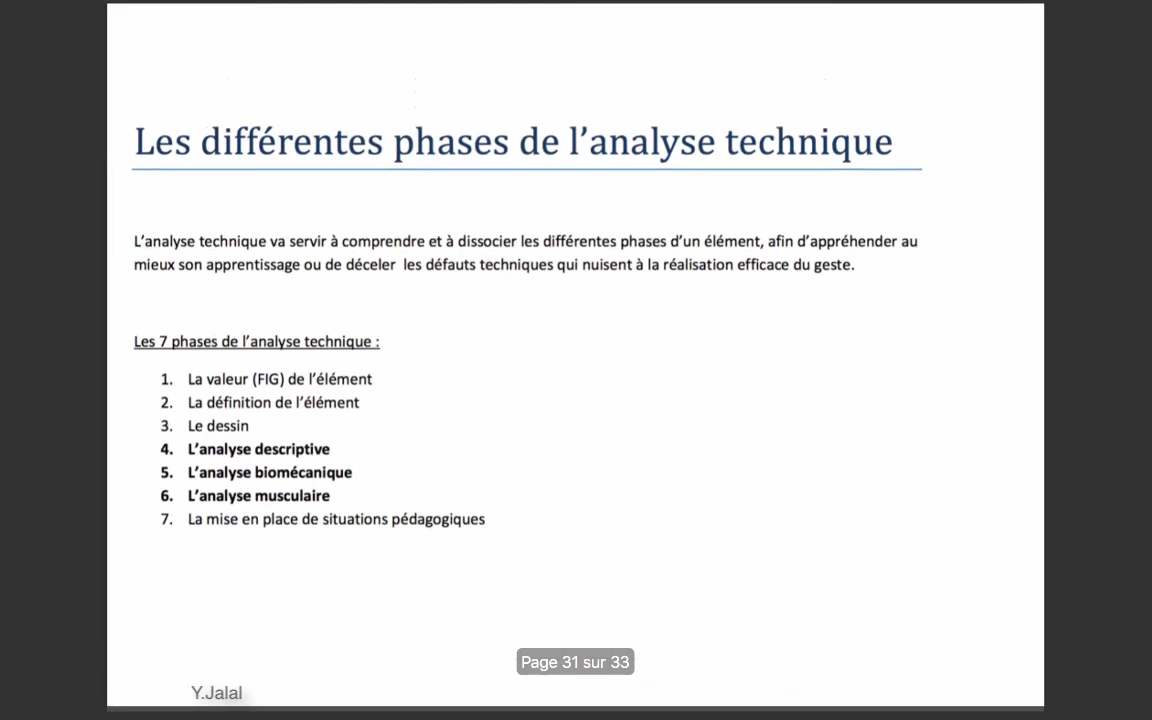 Les différentes phases de l’analyse technique
L’analyse technique va servir à comprendre et à dissocier les différentes phases d’un élément, afin d’appréhender au
mieux son apprentissage ou de déceler les défauts techniques qui nuisent à la réalisation efficace du geste.
Les 7 phases de l’analyse technique :
1. La valeur (FIG) de l’élément
2. La définition de l’élément
3. Le dessin
4. L’analyse descriptive
5. L’analyse biomécanique
6. L’analyse musculaire
7. La mise en place de situations pédagogiques
Page 31 sur 33
Y.Jalal